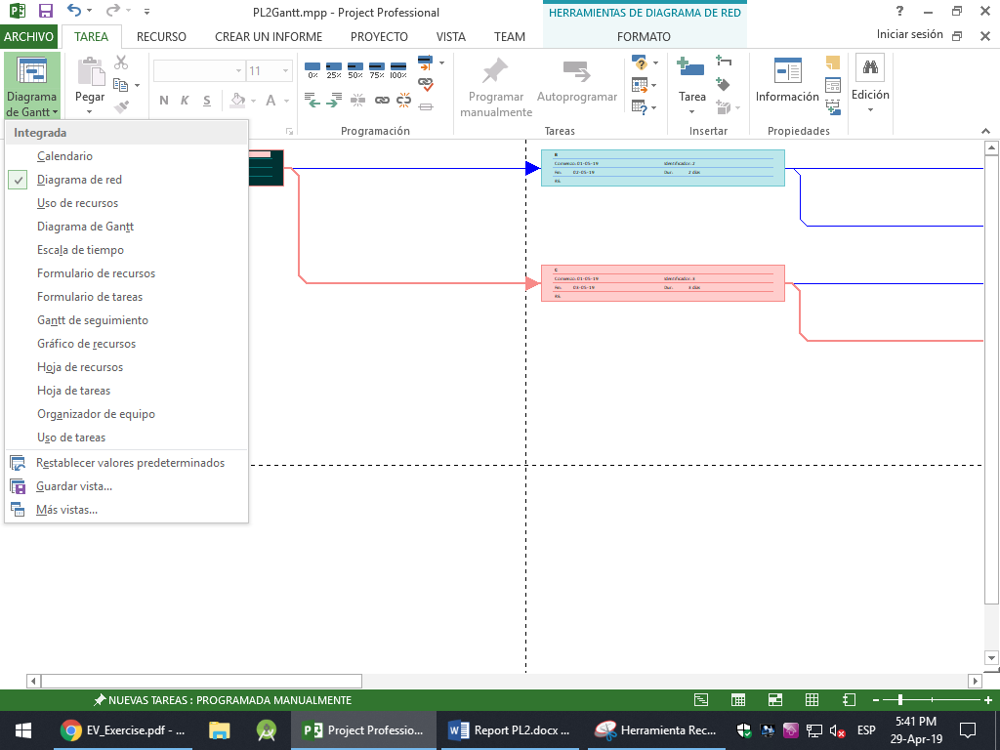 PL2Gantt.mpp - Project Professional
HERRAMIENTAS DE DIAGRAMA DE RED
ARCHIVO TAREA RECURSO CREAR UN INFORME PROYECTO VISTA TEAM FORMATO Iniciar sesión
Diagrama de Gantt
Pegar
11
N K S
0% 25% 50% 75% 100%
Programar manualmente
Autoprogramar
Tarea
Información
Edición
Programación Tareas Insertar Propiedades
Integrada
Calendario
Diagrama de red
Uso de recursos
Diagrama de Gantt
Escala de tiempo
Formulario de recursos
Formulario de tareas
Gantt de seguimiento
Gráfico de recursos
Hoja de recursos
Hoja de tareas
Organizador de equipo
Uso de tareas
Restablecer valores predeterminados
Guardar vista...
Más vistas...
B
Comienzo: 01-05-19 Identificador: 2
Fin: 02-05-19 Dur: 2 días
C
Comienzo: 01-05-19 Identificador: 3
Fin: 03-05-19 Dur: 3 días
NUEVAS TAREAS : PROGRAMADA MANUALMENTE
EV_Exercise.pdf - ...
Project Professio...
Report PL2.docx ...
Herramienta Rec...
ESP
5:41 PM
29-Apr-19